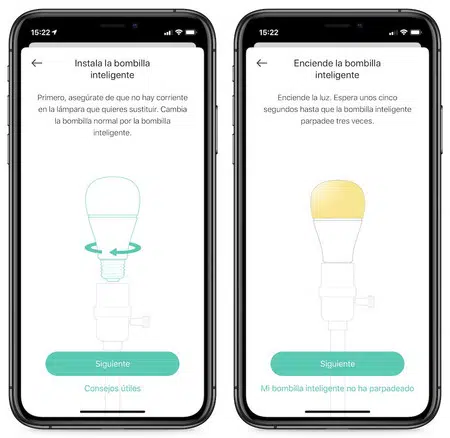 15:22
Instala la bombilla
inteligente
Primero, asegúrate de que no hay corriente
en la lámpara que quieres sustituir. Cambia
la bombilla normal por la bombilla
inteligente.
Siguiente
Consejos útiles
15:22
Enciende la bombilla
inteligente
Enciende la luz. Espera unos cinco
segundos hasta que la bombilla inteligente
parpadee tres veces.
Siguiente
Mi bombilla inteligente no ha parpadeado